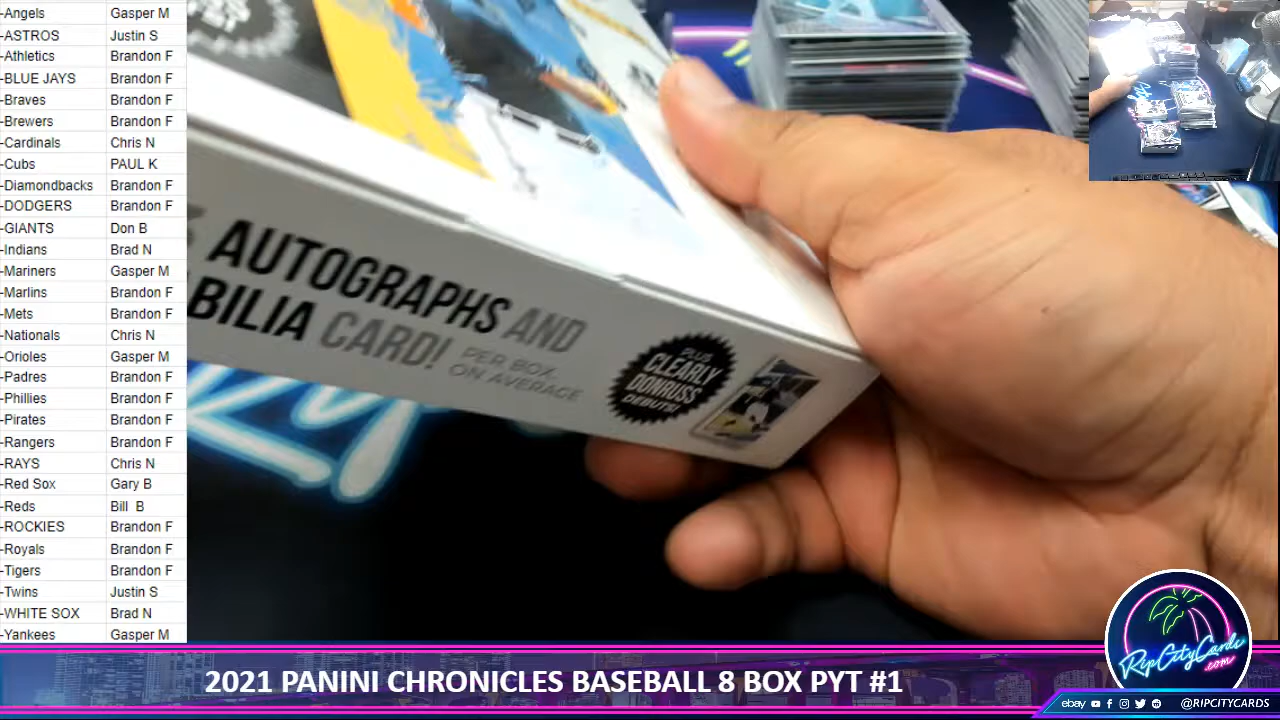 -Angels Gasper M
-ASTROS Justin S
-Athletics Brandon F
-BLUE JAYS Brandon F
-Braves Brandon F
-Brewers Brandon F
-Cardinals Chris N
-Cubs PAUL K
-Diamondbacks Brandon F
-DODGERS Brandon F
-GIANTS Don B
-Indians Brad N
-Mariners Gasper M
-Marlins Brandon F
-Mets Brandon F
-Nationals Chris N
-Orioles Gasper M
-Padres Brandon F
-Phillies Brandon F
-Pirates Brandon F
-Rangers Brandon F
-RAYS Chris N
-Red Sox Gary B
-Reds Bill B
-ROCKIES Brandon F
-Royals Brandon F
-Tigers Brandon F
-Twins Justin S
-WHITE SOX Brad N
-Yankees Gasper M
AUTOGRAPHS AND
CARD! PER BOX,
ON AVERAGE
PLUS
CLEARLY
DONRUSS
DEBUTS!
RipCityCards
.com
2021 PANINI CHRONICLES BASEBALL 8 BOX PYT #1
ebay @RIPCITYCARDS